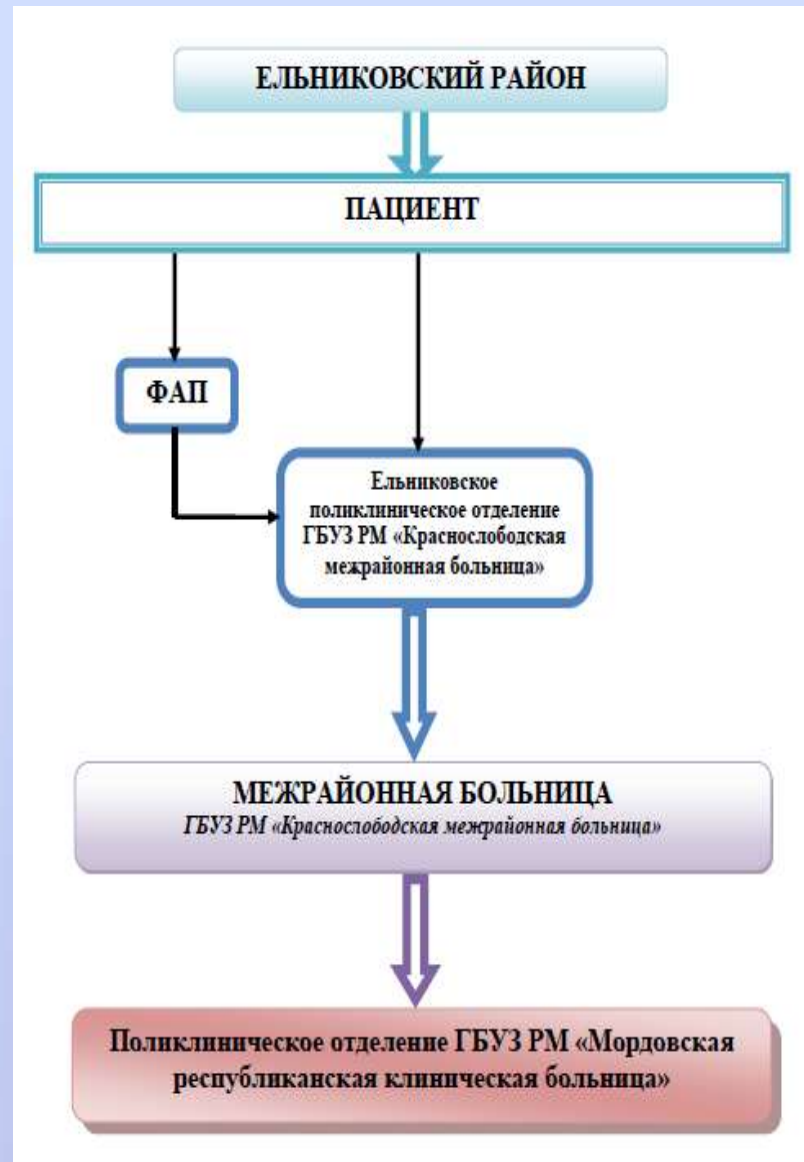 ЕЛЬНИКОВСКИЙ РАЙОН
ПАЦИЕНТ
ФАП
Ельниковское
поликлиническое отделение
ГБУЗ РМ «Краснослободская
межрайонная больница»
МЕЖРАЙОННАЯ БОЛЬНИЦА
ГБУЗ РМ «Краснослободская межрайонная больница»
Поликлиническое отделение ГБУЗ РМ «Мордовская
республиканская клиническая больница»